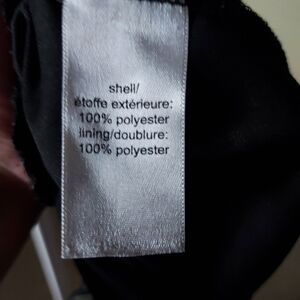 shell/
étoffe extérieure:
100% polyester
lining/doublure:
100% polyester